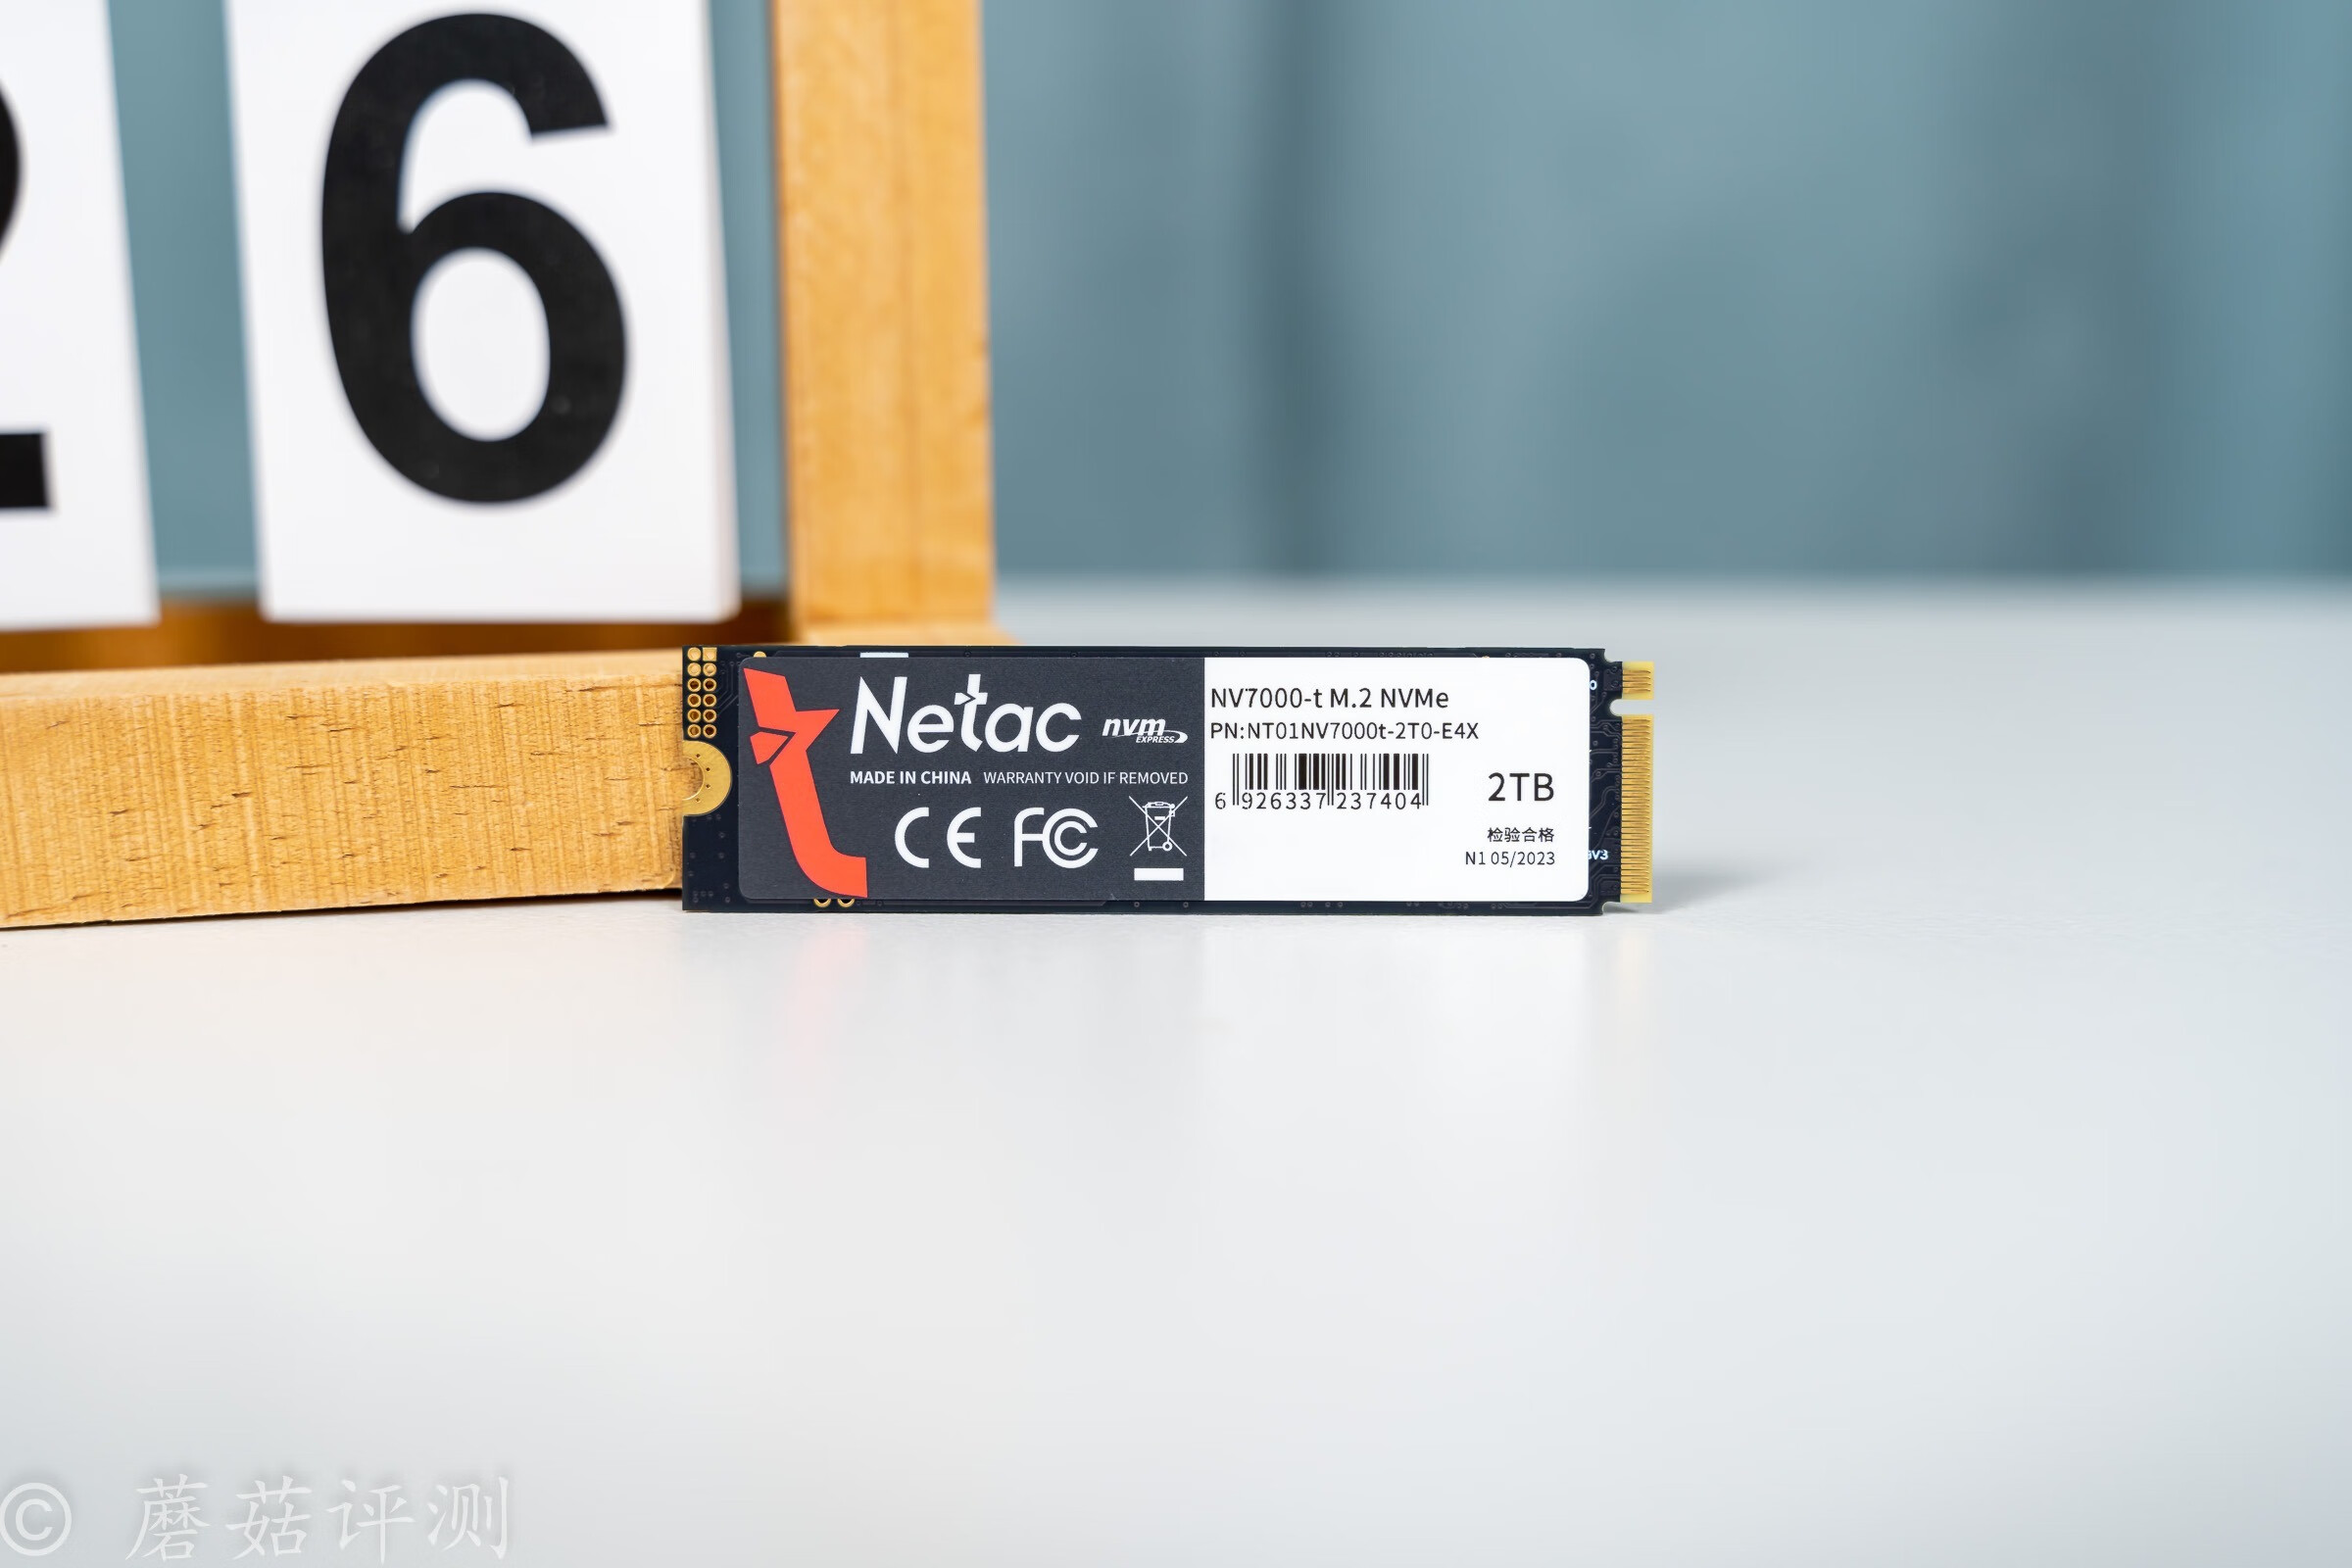 26
Netac nvm EXPRESS
MADE IN CHINA WARRANTY VOID IF REMOVED
CE FC
NV7000-t M.2 NVMe
PN:NT01NV7000t-2T0-E4X
6 926337 237404
2TB
检验合格
N1 05/2023
V3
© 蘑菇评测